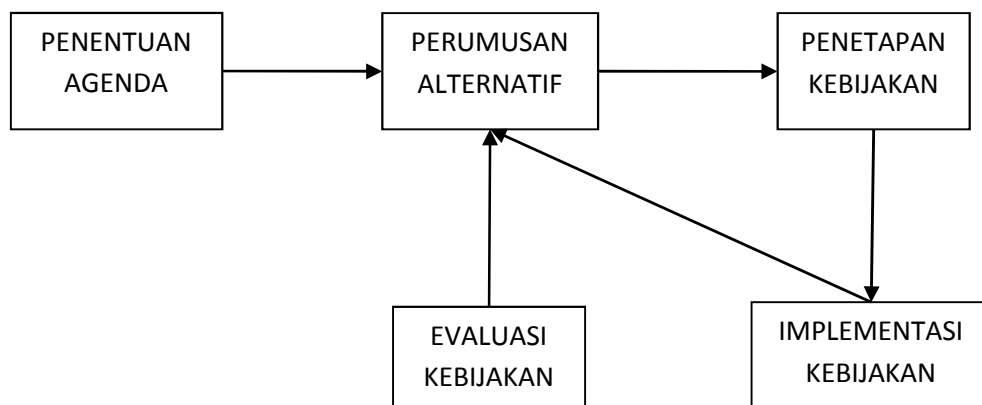 PENENTUAN
AGENDA
PERUMUSAN
ALTERNATIF
PENETAPAN
KEBIJAKAN
EVALUASI
KEBIJAKAN
IMPLEMENTASI
KEBIJAKAN